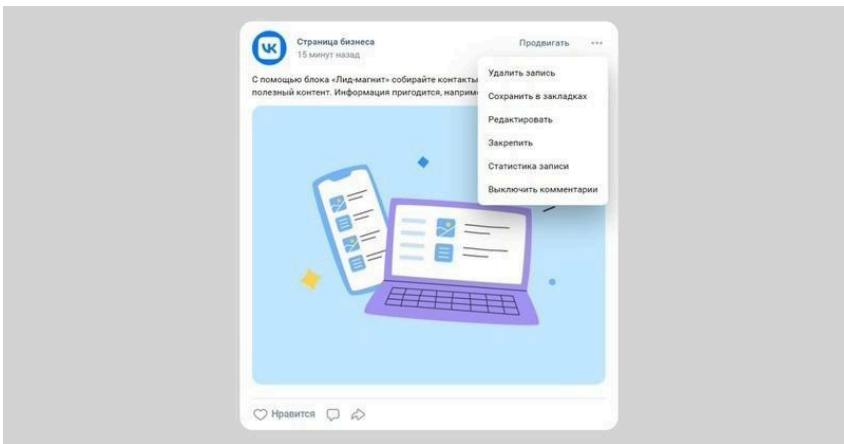 VK
Страница бизнеса
15 минут назад
Продвигать
С помощью блока «Лид-магнит» собирайте контакты
полезный контент. Информация пригодится,
Удалить запись
Сохранить в закладках
Редактировать
Закрепить
Статистика записи
Выключить комментарии
Нравится